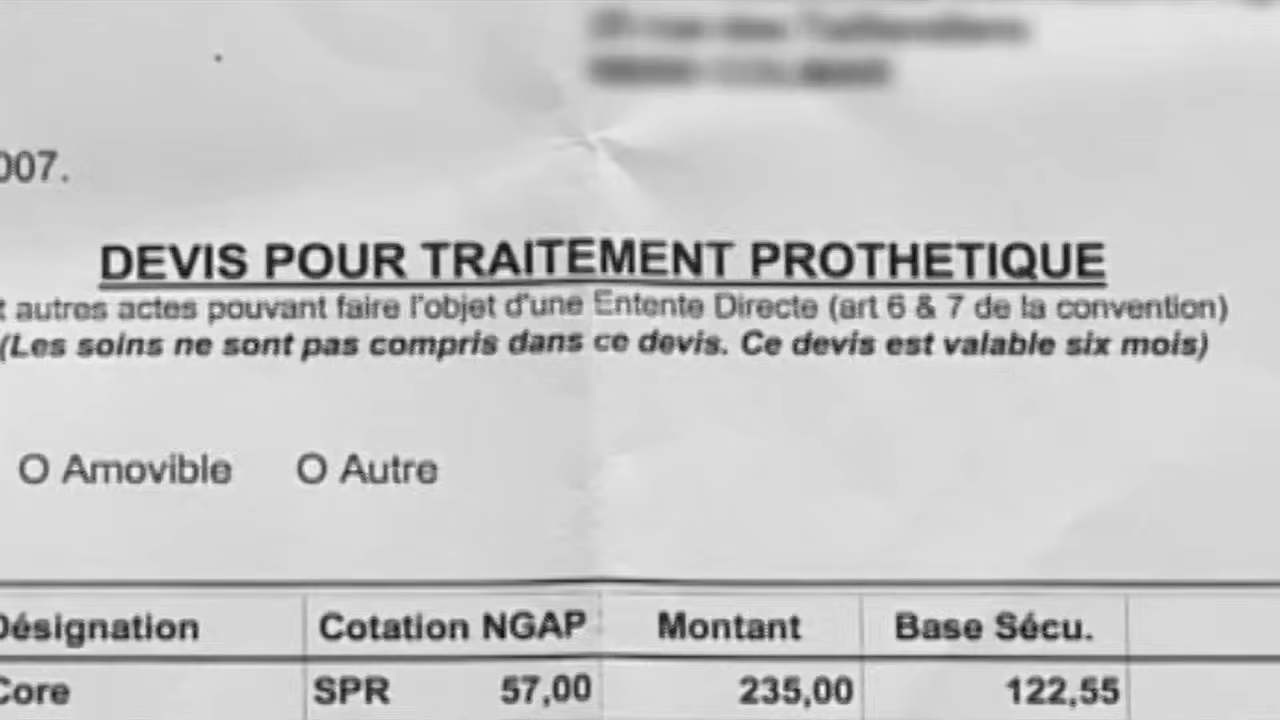 007.
DEVIS POUR TRAITEMENT PROTHETIQUE
t autres actes pouvant faire l'objet d'une Entente Directe (art 6 & 7 de la convention)
(Les soins ne sont pas compris dans ce devis. Ce devis est valable six mois)
O Amovible O Autre
Désignation Cotation NGAP Montant Base Sécu.
Core SPR 57,00 235,00 122,55